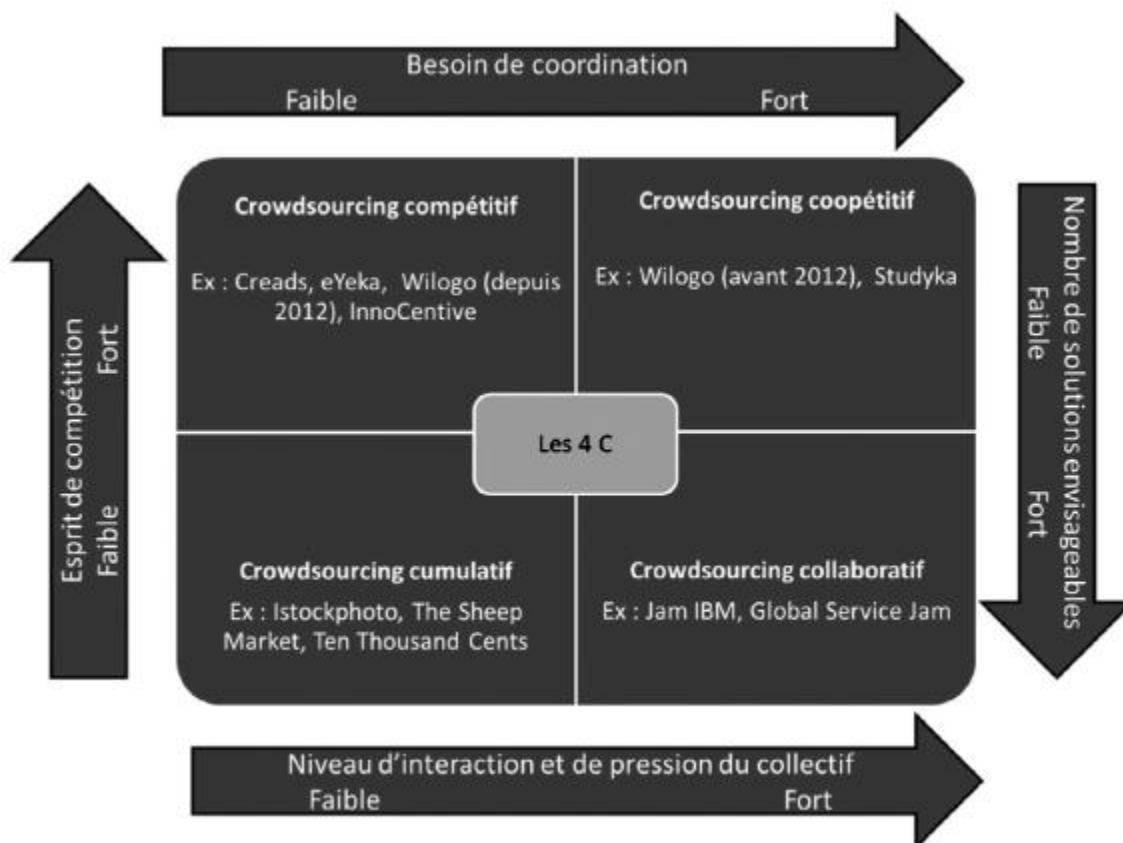 Besoin de coordination
Faible Fort
Crowdsourcing compétitif
Ex : Creads, eYeka, Wilogo (depuis
2012), InnoCentive
Crowdsourcing coopétitif
Ex : Wilogo (avant 2012), Studyka
Esprit de compétition
Faible Fort
Nombre de solutions envisageables
Faible Fort
Les 4 C
Crowdsourcing cumulatif
Ex : Istockphoto, The Sheep
Market, Ten Thousand Cents
Crowdsourcing collaboratif
Ex : Jam IBM, Global Service Jam
Niveau d'interaction et de pression du collectif
Faible Fort